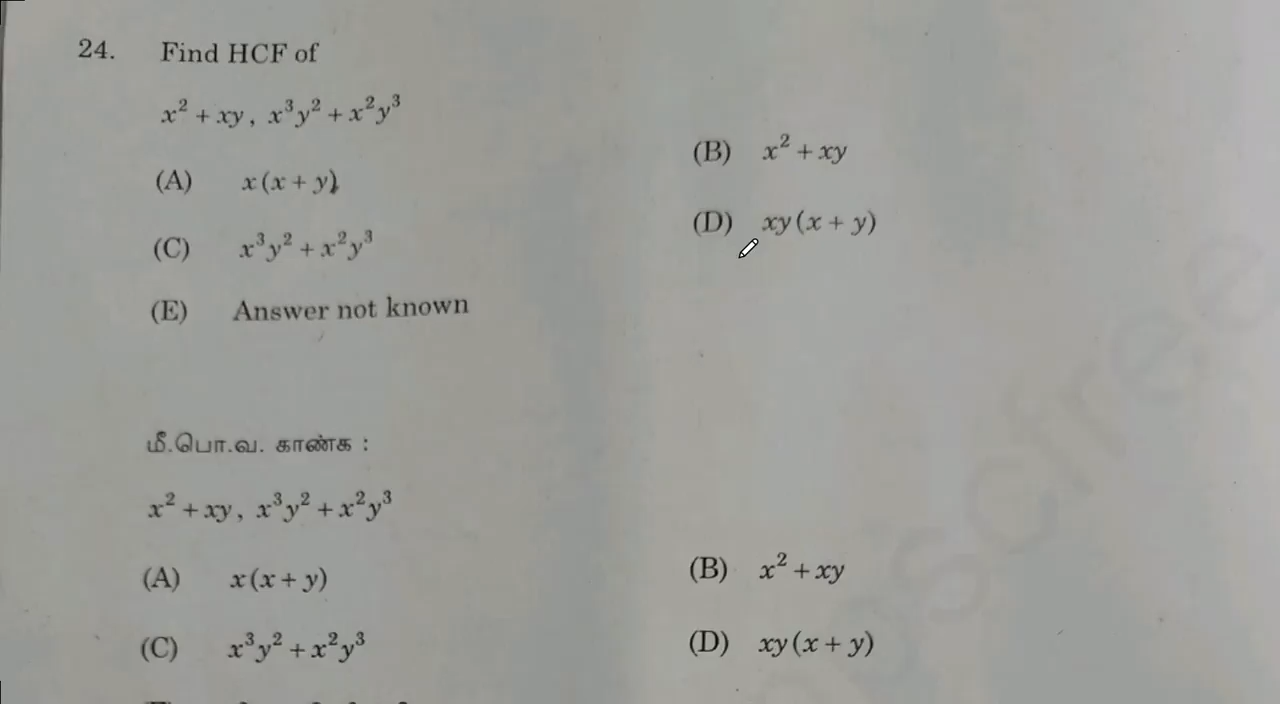 24. Find HCF of
x² + xy, x³y² + x²y³
(A) x(x + y)
(B) x² + xy
(C) x³y² + x²y³
(D) xy(x + y)
(E) Answer not known
மீ.பொ.வ. காண்க :
x² + xy, x³y² + x²y³
(A) x(x + y)
(B) x² + xy
(C) x³y² + x²y³
(D) xy(x + y)